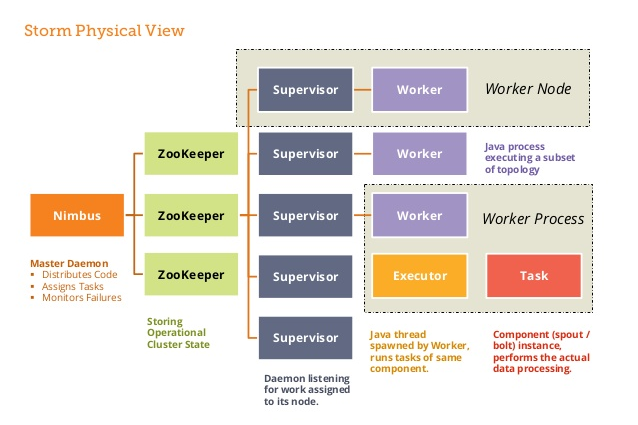 Storm Physical View
Supervisor
Worker
Worker Node
ZooKeeper
Supervisor
Worker
Java process
executing a subset
of topology
Nimbus
ZooKeeper
Supervisor
Worker
Worker Process
Master Daemon
▪ Distributes Code
▪ Assigns Tasks
▪ Monitors Failures
ZooKeeper
Supervisor
Executor
Task
Storing
Operational
Cluster State
Supervisor
Java thread
spawned by Worker,
runs tasks of same
component.
Component (spout /
bolt) instance,
performs the actual
data processing.
Daemon listening
for work assigned
to its node.